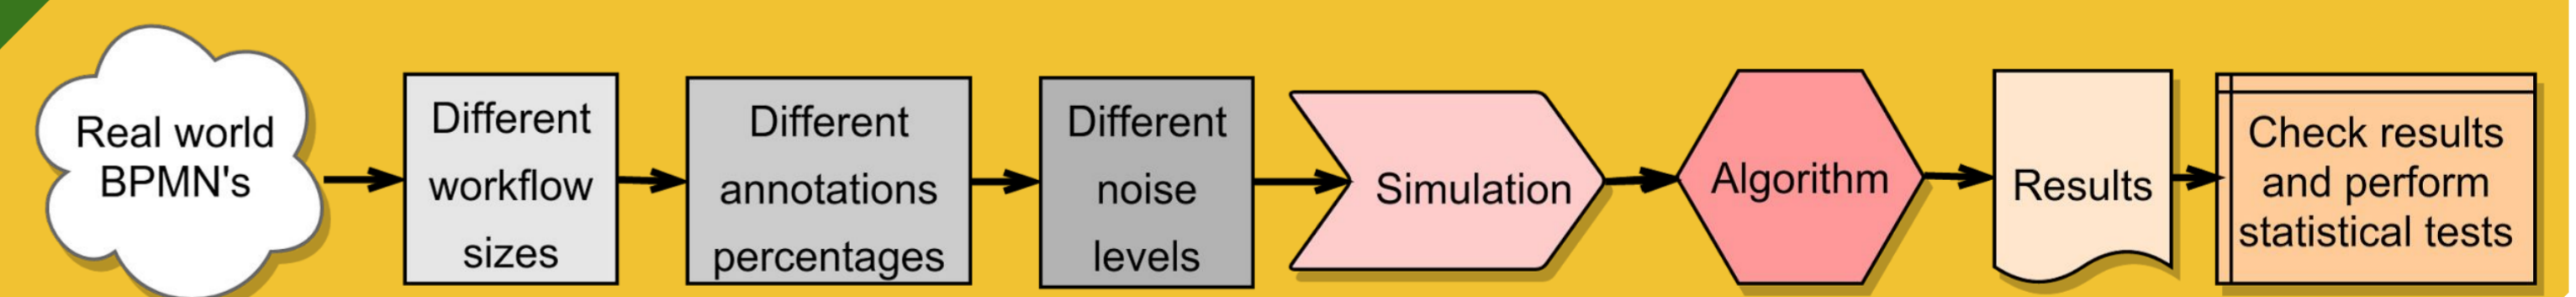 Real world
BPMN's
Different
workflow
sizes
Different
annotations
percentages
Different
noise
levels
Simulation
Algorithm
Results
Check results
and perform
statistical tests